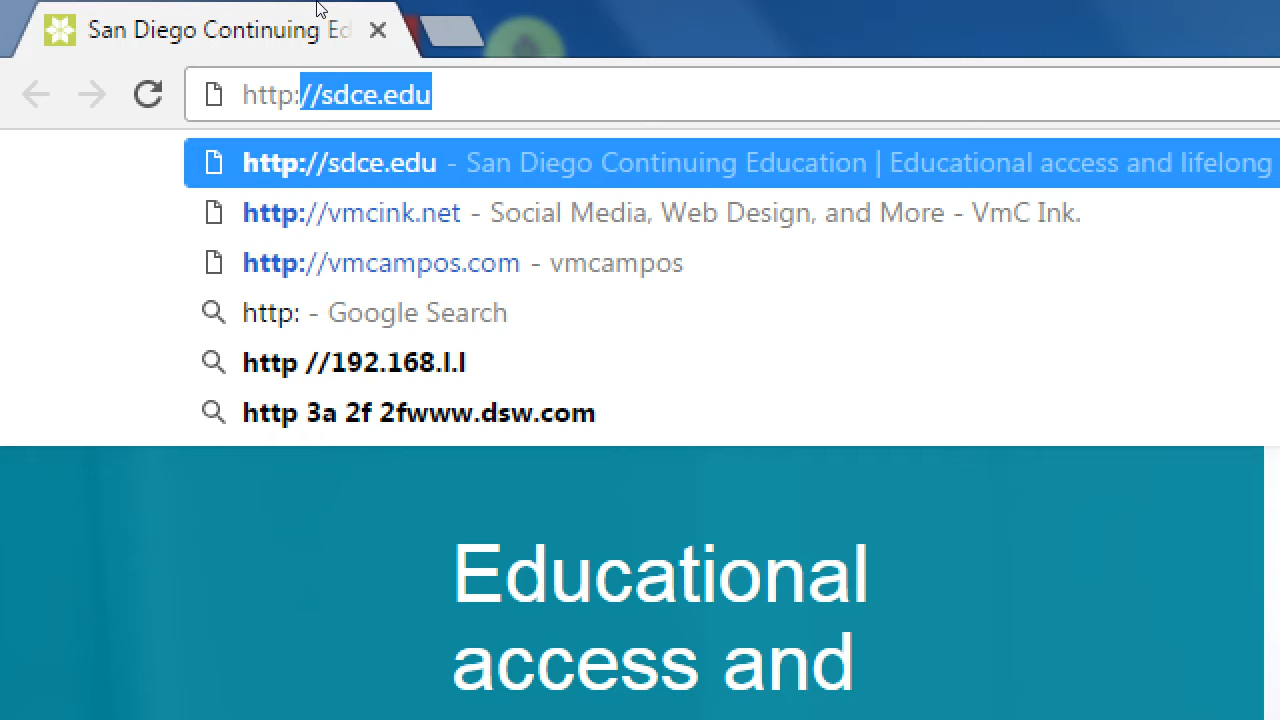 San Diego Continuing Ed
http://sdce.edu
http://sdce.edu - San Diego Continuing Education | Educational access and lifelong
http://vmcink.net - Social Media, Web Design, and More - VmC Ink.
http://vmcampos.com - vmcampos
http: - Google Search
http //192.168.l.l
http 3a 2f 2fwww.dsw.com
Educational
access and